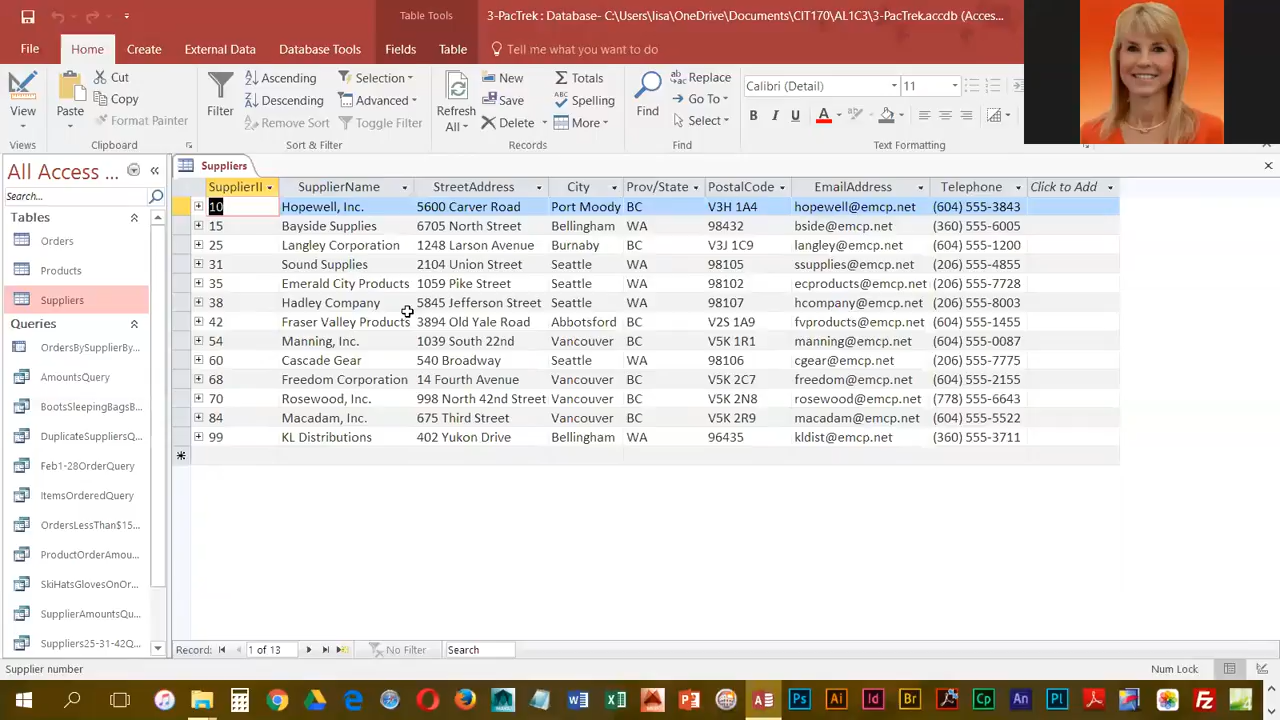 Table Tools
3-PacTrek : Database- C:\Users\lisa\OneDrive\Documents\CIT170\AL1C3\3-PacTrek.accdb (Acces...
File Home Create External Data Database Tools Fields Table Tell me what you want to do
View
Paste
Cut
Copy
Format Painter
Clipboard
Filter
Ascending
Descending
Remove Sort
Selection
Advanced
Toggle Filter
Sort & Filter
Refresh
All
New
Save
Delete
Totals
Spelling
More
Records
Find
Replace
Go To
Select
Find
Calibri (Detail) 11
B I U A
Text Formatting
All Access ...
Search...
Tables
Orders
Products
Suppliers
Queries
OrdersBySupplierBy...
AmountsQuery
BootsSleepingBagsB...
DuplicateSuppliersQ...
Feb1-28OrderQuery
ItemsOrderedQuery
OrdersLessThan$15...
ProductOrderAmou...
SkiHatsGlovesOnOr...
SupplierAmountsQu...
Suppliers25-31-42Q...
Suppliers
SupplierII SupplierName StreetAddress City Prov/State PostalCode EmailAddress Telephone Click to Add
10 Hopewell, Inc. 5600 Carver Road Port Moody BC V3H 1A4 hopewell@emcp.net (604) 555-3843
15 Bayside Supplies 6705 North Street Bellingham WA 98432 bside@emcp.net (360) 555-6005
25 Langley Corporation 1248 Larson Avenue Burnaby BC V3J 1C9 langley@emcp.net (604) 555-1200
31 Sound Supplies 2104 Union Street Seattle WA 98105 ssupplies@emcp.net (206) 555-4855
35 Emerald City Products 1059 Pike Street Seattle WA 98102 ecproducts@emcp.net (206) 555-7728
38 Hadley Company 5845 Jefferson Street Seattle WA 98107 hcompany@emcp.net (206) 555-8003
42 Fraser Valley Products 3894 Old Yale Road Abbotsford BC V2S 1A9 fvproducts@emcp.net (604) 555-1455
54 Manning, Inc. 1039 South 22nd Vancouver BC V5K 1R1 manning@emcp.net (604) 555-0087
60 Cascade Gear 540 Broadway Seattle WA 98106 cgear@emcp.net (206) 555-7775
68 Freedom Corporation 14 Fourth Avenue Vancouver BC V5K 2C7 freedom@emcp.net (604) 555-2155
70 Rosewood, Inc. 998 North 42nd Street Vancouver BC V5K 2N8 rosewood@emcp.net (778) 555-6643
84 Macadam, Inc. 675 Third Street Vancouver BC V5K 2R9 macadam@emcp.net (604) 555-5522
99 KL Distributions 402 Yukon Drive Bellingham WA 96435 kldist@emcp.net (360) 555-3711
Record: 1 of 13 No Filter Search
Supplier number
Num Lock
Ps Ai Id Br Cp An Pl Fz